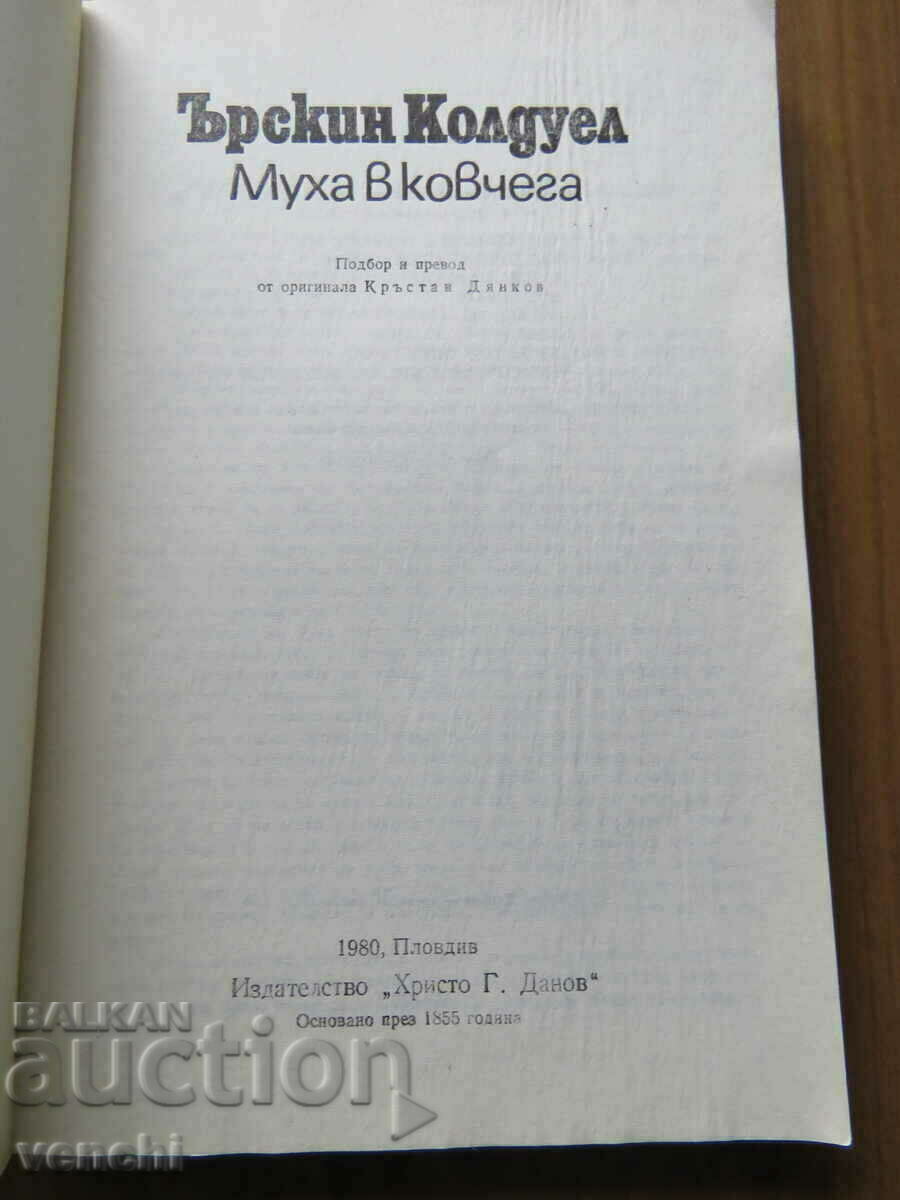 Ърскин Колдуел
Муха в ковчега
Подбор и превод
от оригинала Кръстан Дянков
1980, Пловдив
Издателство „Христо Г. Данов“
Основано през 1855 година
BALKAN
auction
venchi